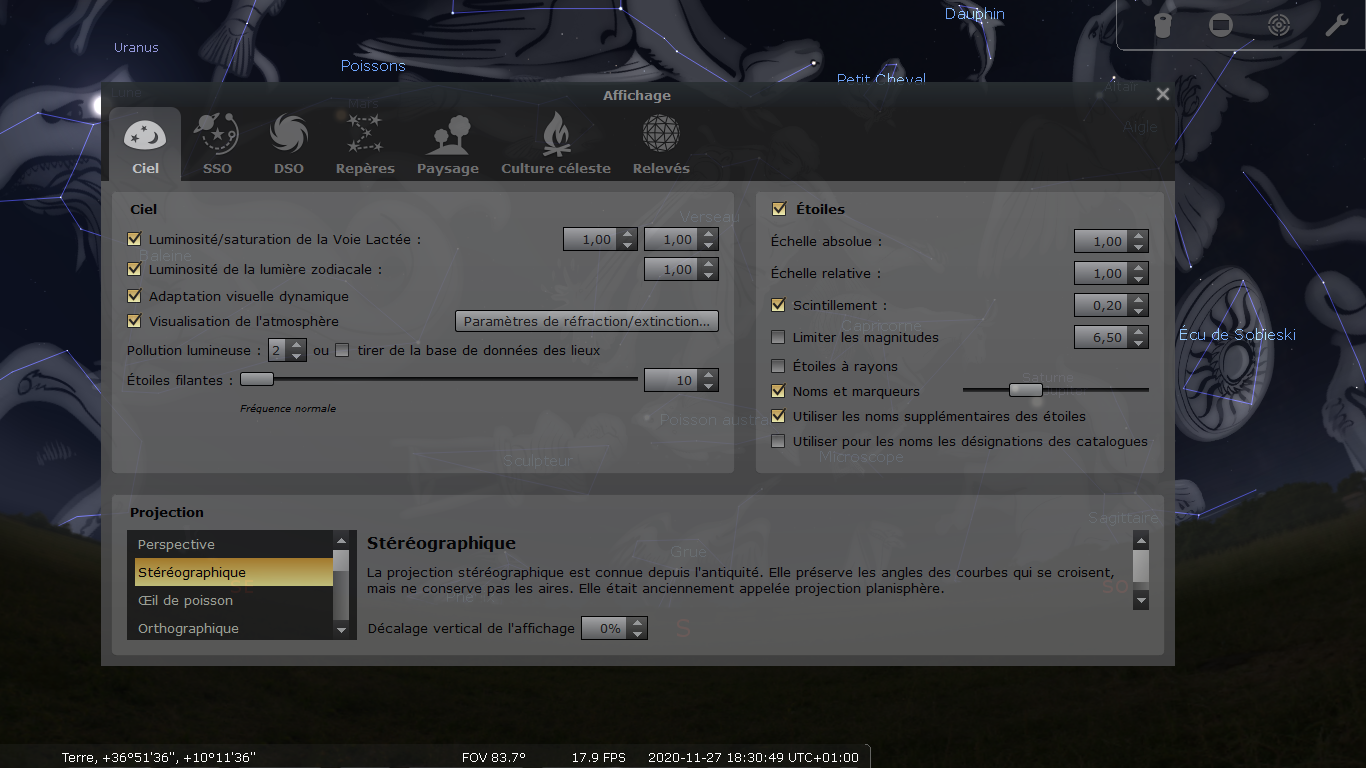 Dauphin
Uranus
Poissons
Petit Cheval
Lune
Affichage
Altaïr
Mars
Aigle
Ciel
SSO
DSO
Repères
Paysage
Culture céleste
Relevés
Ciel
Verseau
Luminosité/saturation de la Voie Lactée :
1,00
1,00
Baleine
Luminosité de la lumière zodiacale :
1,00
Adaptation visuelle dynamique
Visualisation de l'atmosphère
Paramètres de réfraction/extinction...
Pollution lumineuse :
2
ou
tirer de la base de données des lieux
Étoiles filantes :
10
Fréquence normale
Poisson austra
Sculpteur
Étoiles
Échelle absolue :
1,00
Échelle relative :
1,00
Scintillement :
0,20
Capricorne
Limiter les magnitudes
6,50
Étoiles à rayons
Saturne
Noms et marqueurs
Jupiter
Utiliser les noms supplémentaires des étoiles
Utiliser pour les noms les désignations des catalogues
Microscope
Écu de Sobieski
Sagittaire
Projection
Perspective
Stéréographique
Œil de poisson
Orthographique
SE
Stéréographique
Grue
La projection stéréographique est connue depuis l'antiquité. Elle préserve les angles des courbes qui se croisent,
mais ne conserve pas les aires. Elle était anciennement appelée projection planisphère.
SO
Décalage vertical de l'affichage
0%
S
Terre, +36°51'36", +10°11'36"
FOV 83.7°
17.9 FPS
2020-11-27 18:30:49 UTC+01:00